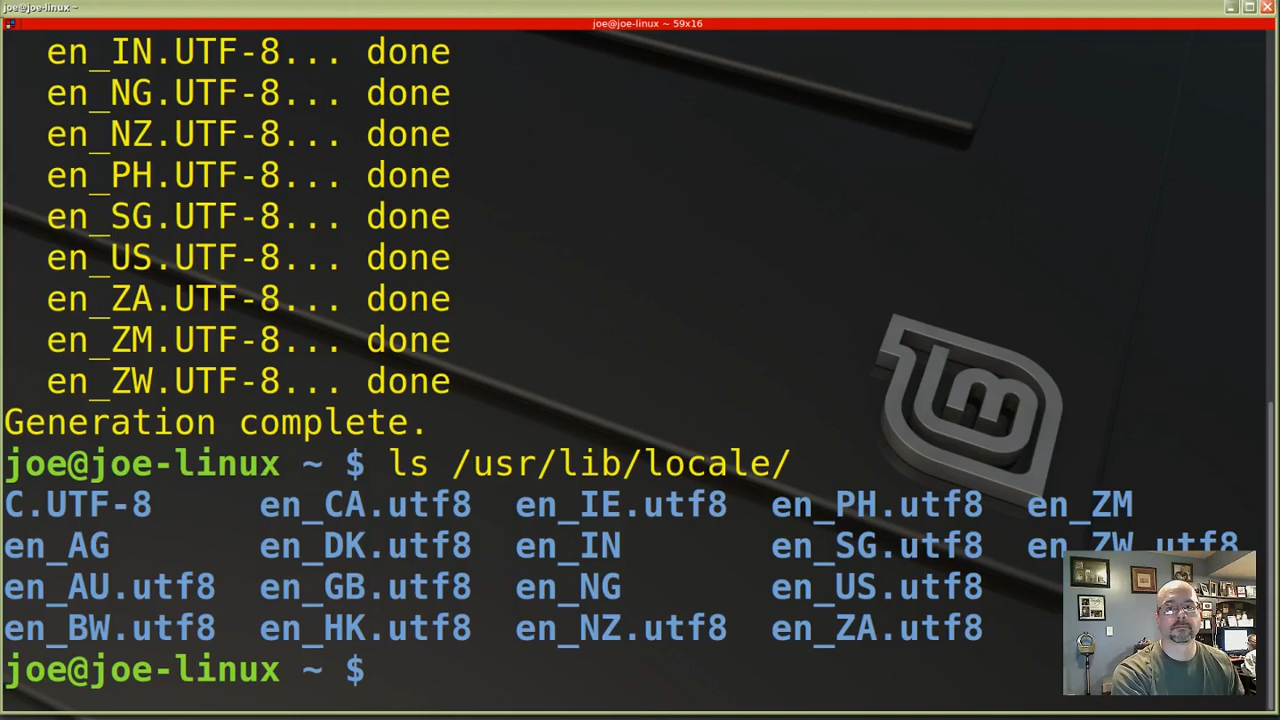 joe@joe-linux ~
joe@joe-linux ~ 59x16
en_IN.UTF-8... done
en_NG.UTF-8... done
en_NZ.UTF-8... done
en_PH.UTF-8... done
en_SG.UTF-8... done
en_US.UTF-8... done
en_ZA.UTF-8... done
en_ZM.UTF-8... done
en_ZW.UTF-8... done
Generation complete.
joe@joe-linux ~ $ ls /usr/lib/locale/
C.UTF-8 en_CA.utf8 en_IE.utf8 en_PH.utf8 en_ZM
en_AG en_DK.utf8 en_IN en_SG.utf8 en_ZW.utf8
en_AU.utf8 en_GB.utf8 en_NG en_US.utf8
en_BW.utf8 en_HK.utf8 en_NZ.utf8 en_ZA.utf8
joe@joe-linux ~ $